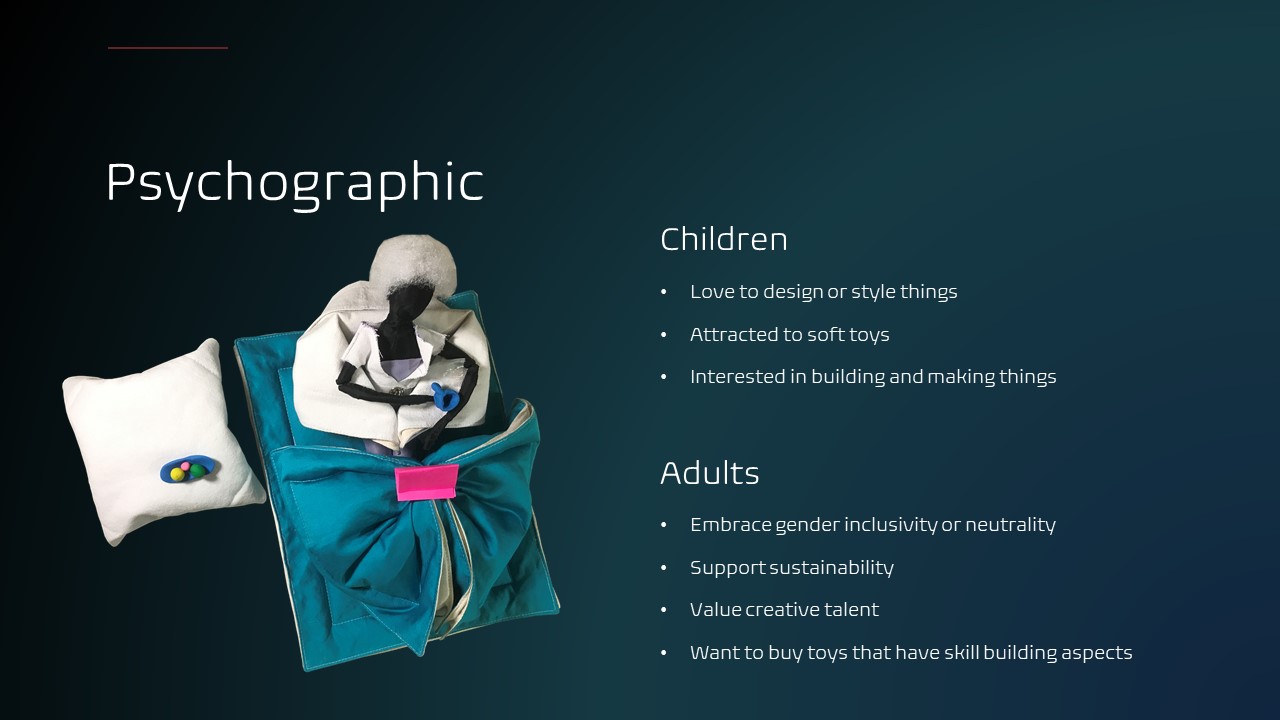 Psychographic
Children
• Love to design or style things
• Attracted to soft toys
• Interested in building and making things
Adults
• Embrace gender inclusivity or neutrality
• Support sustainability
• Value creative talent
• Want to buy toys that have skill building aspects